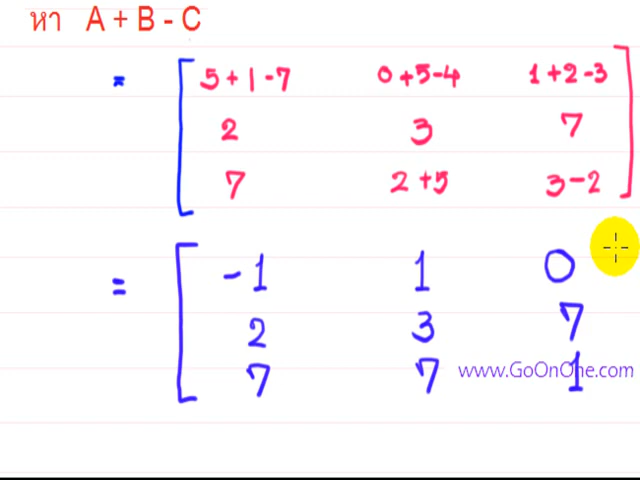 หา A + B - C
= 5+1-7 0+5-4 1+2-3
2 3 7
7 2+5 3-2
= -1 1 0
2 3 7
7 7 1
www.GoOnOne.com